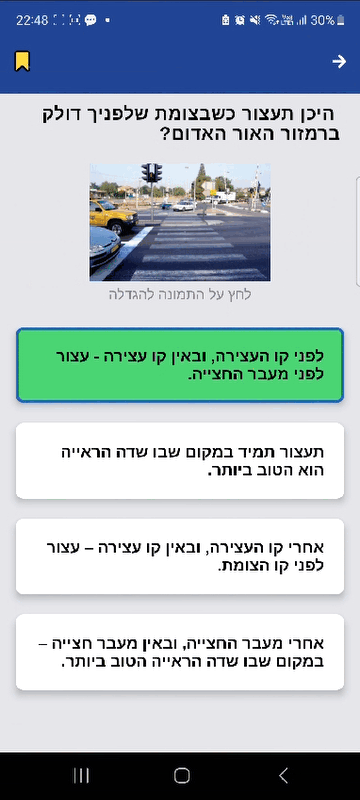 22:48
30%
היכן תעצור כשבצומת שלפניך דולק
ברמזור האור האדום?
לחץ על התמונה להגדלה
לפני קו העצירה, ובאין קו עצירה - עצור
לפני מעבר החצייה.
תעצור תמיד במקום שבו שדה הראייה
הוא הטוב ביותר.
אחרי קו העצירה, ובאין קו עצירה – עצור
לפני קו הצומת.
אחרי מעבר החצייה, ובאין מעבר חצייה –
במקום שבו שדה הראייה הטוב ביותר.